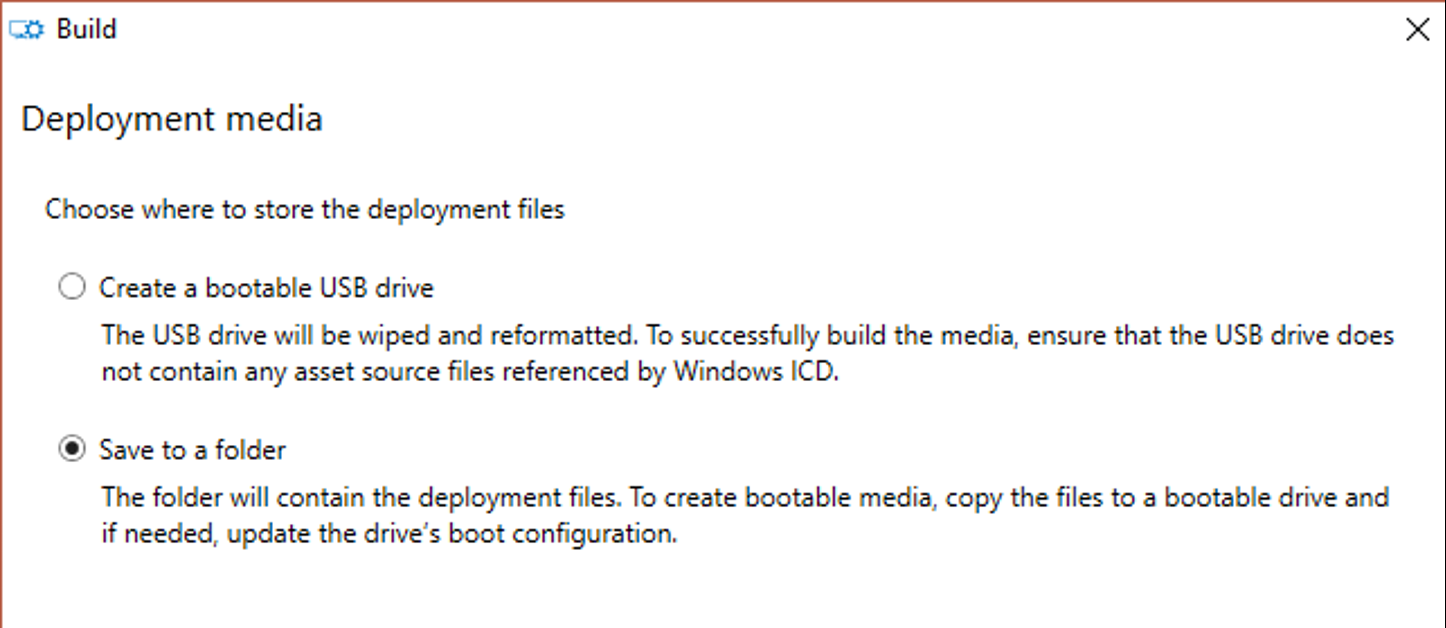 Build
Deployment media
Choose where to store the deployment files
Create a bootable USB drive
The USB drive will be wiped and reformatted. To successfully build the media, ensure that the USB drive does
not contain any asset source files referenced by Windows ICD.
Save to a folder
The folder will contain the deployment files. To create bootable media, copy the files to a bootable drive and
if needed, update the drive’s boot configuration.